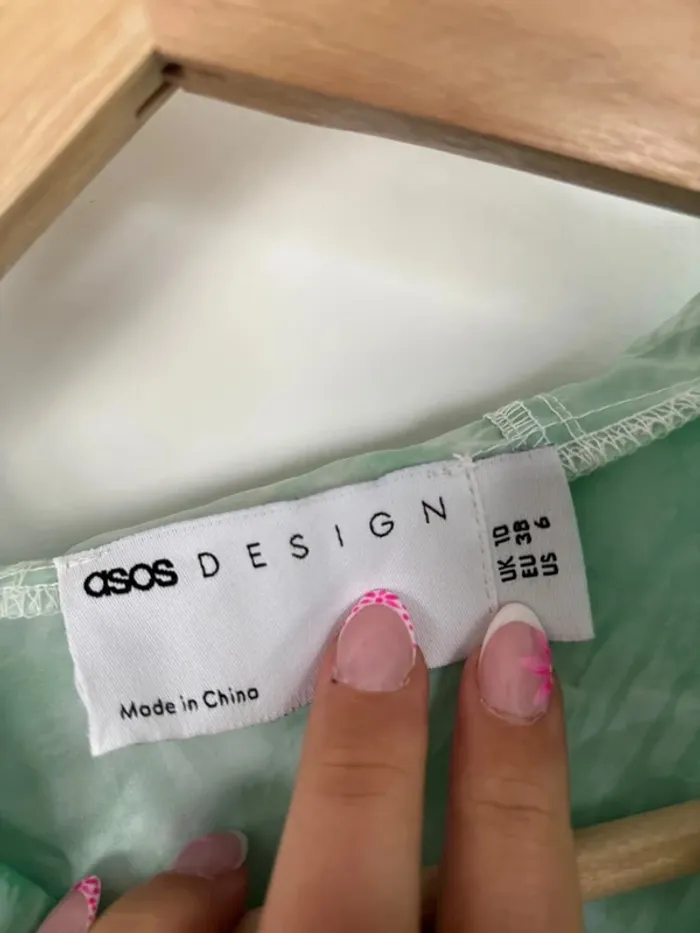 asos DESIGN
Made in China
UK 10
EU 38
US 6